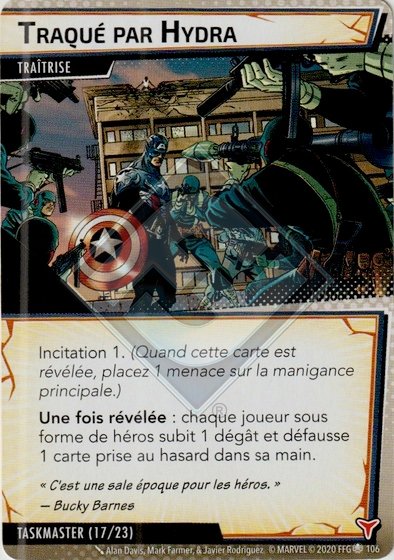 Traqué par Hydra
TRAÎTRISE
Incitation 1. (Quand cette carte est
révélée, placez 1 menace sur la manigance
principale.)
Une fois révélée : chaque joueur sous
forme de héros subit 1 dégât et défausse
1 carte prise au hasard dans sa main.
« C'est une sale époque pour les héros. »
— Bucky Barnes
TASKMASTER (17/23)
Alan Davis, Mark Farmer, & Javier Rodriguez. © MARVEL © 2020 FFG 106
®